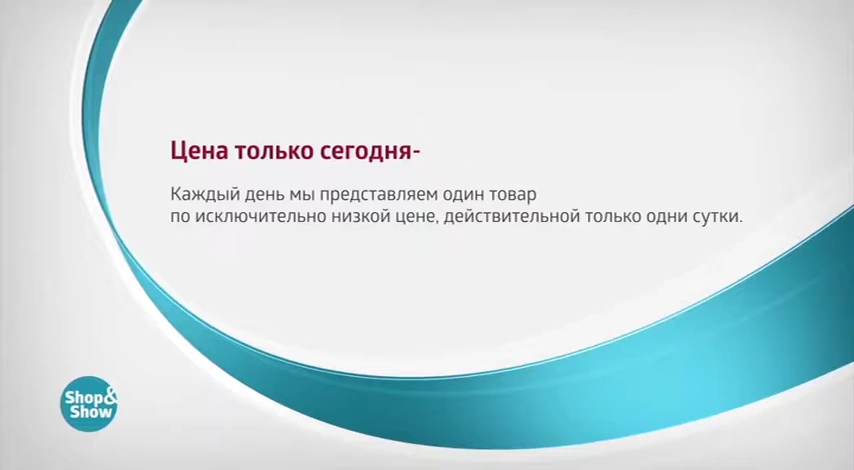 Цена только сегодня-
Каждый день мы представляем один товар
по исключительно низкой цене, действительной только одни сутки.
Shop&
Show